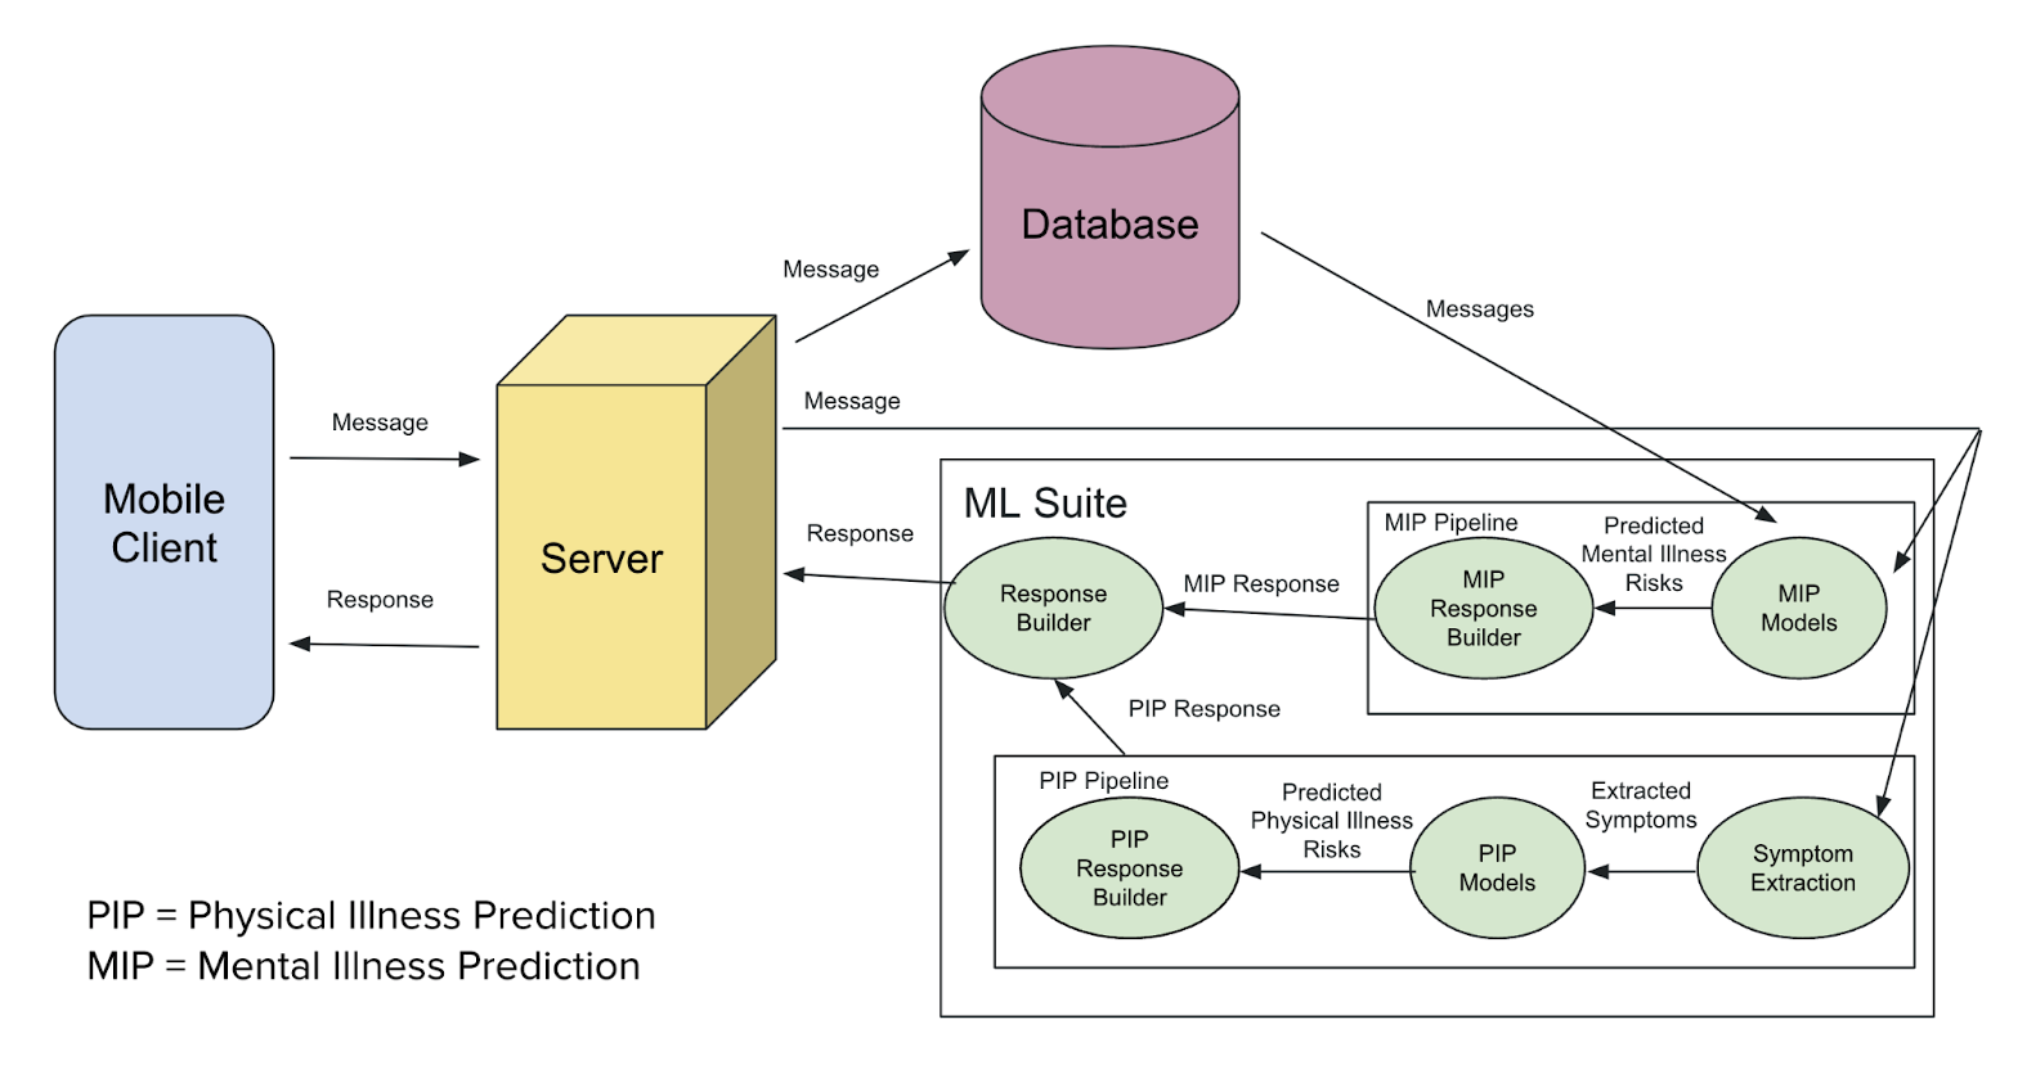 Database
Message
Messages
Message
Message
Mobile
Client
Server
Response
Response
ML Suite
MIP Pipeline
Predicted
Mental Illness
Risks
Response
Builder
MIP Response
MIP
Response
Builder
MIP
Models
PIP Response
PIP Pipeline
Predicted
Physical Illness
Risks
Extracted
Symptoms
PIP
Response
Builder
PIP
Models
Symptom
Extraction
PIP = Physical Illness Prediction
MIP = Mental Illness Prediction